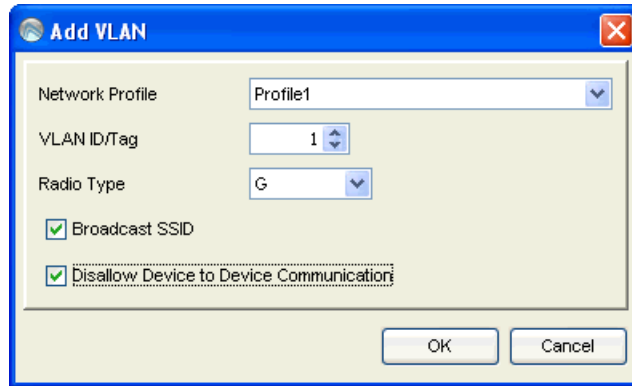 Add VLAN
Network Profile Profile1
VLAN ID/Tag 1
Radio Type G
Broadcast SSID
Disallow Device to Device Communication
OK Cancel